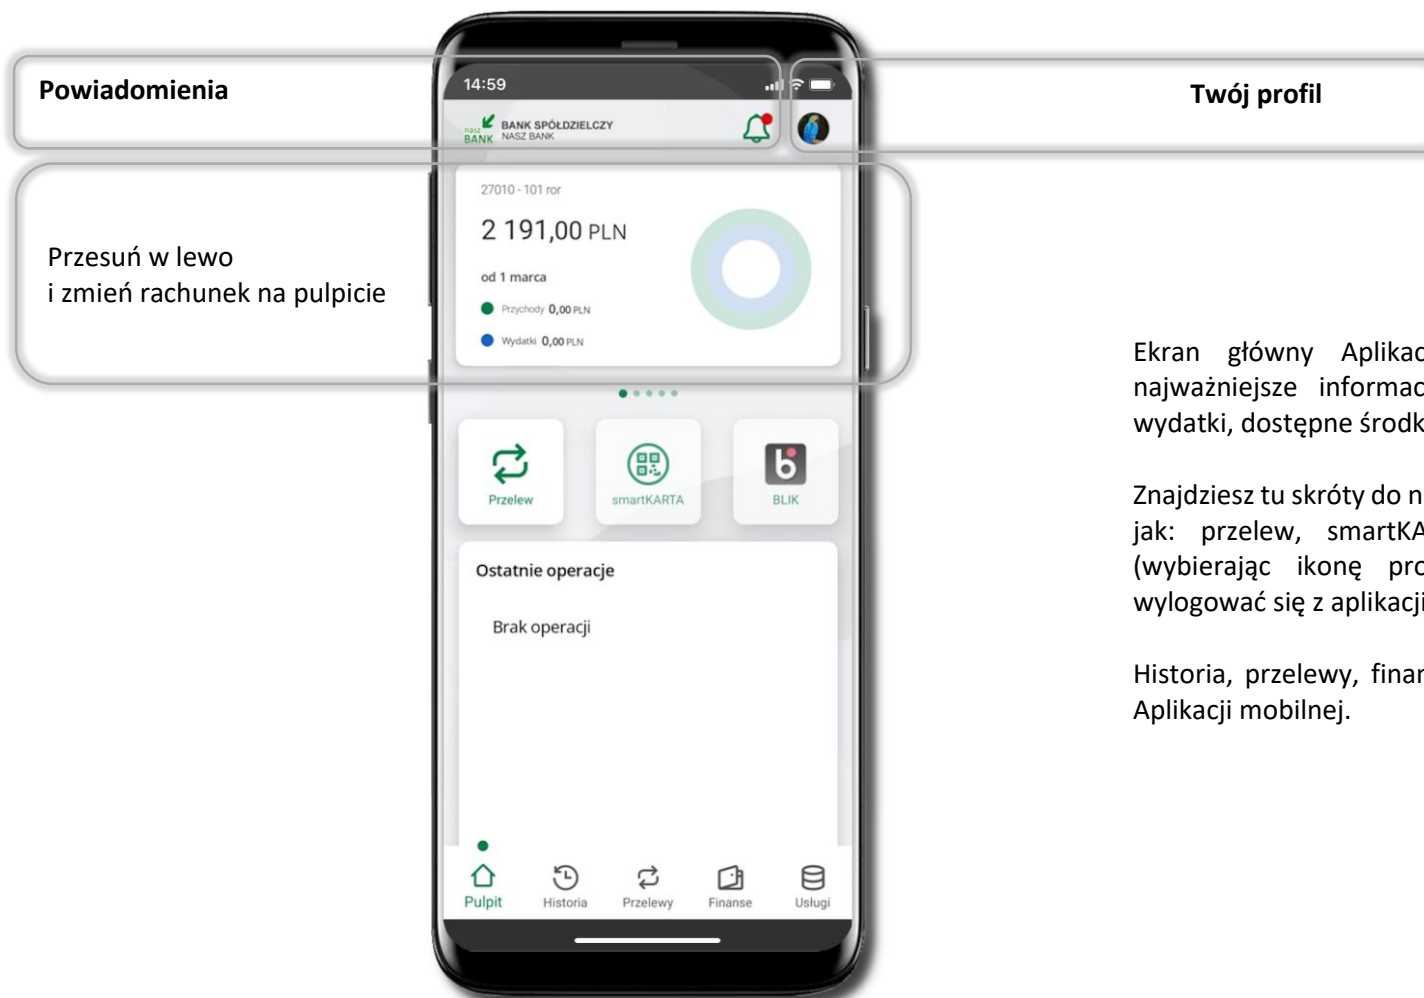 Powiadomienia
Twój profil
14:59
nasz
BANK
BANK SPÓŁDZIELCZY
NASZ BANK
27010 - 101 ror
2 191,00 PLN
od 1 marca
Przychody 0,00 PLN
Wydatki 0,00 PLN
Przesuń w lewo
i zmień rachunek na pulpicie
Przelew
smartKARTA
BLIK
Ostatnie operacje
Brak operacji
Pulpit
Historia
Przelewy
Finanse
Usługi
Ekran główny Aplikac
najważniejsze informac
wydatki, dostępne środk
Znajdziesz tu skróty do n
jak: przelew, smartKA
(wybierając ikonę pro
wylogować się z aplikacji
Historia, przelewy, finan
Aplikacji mobilnej.